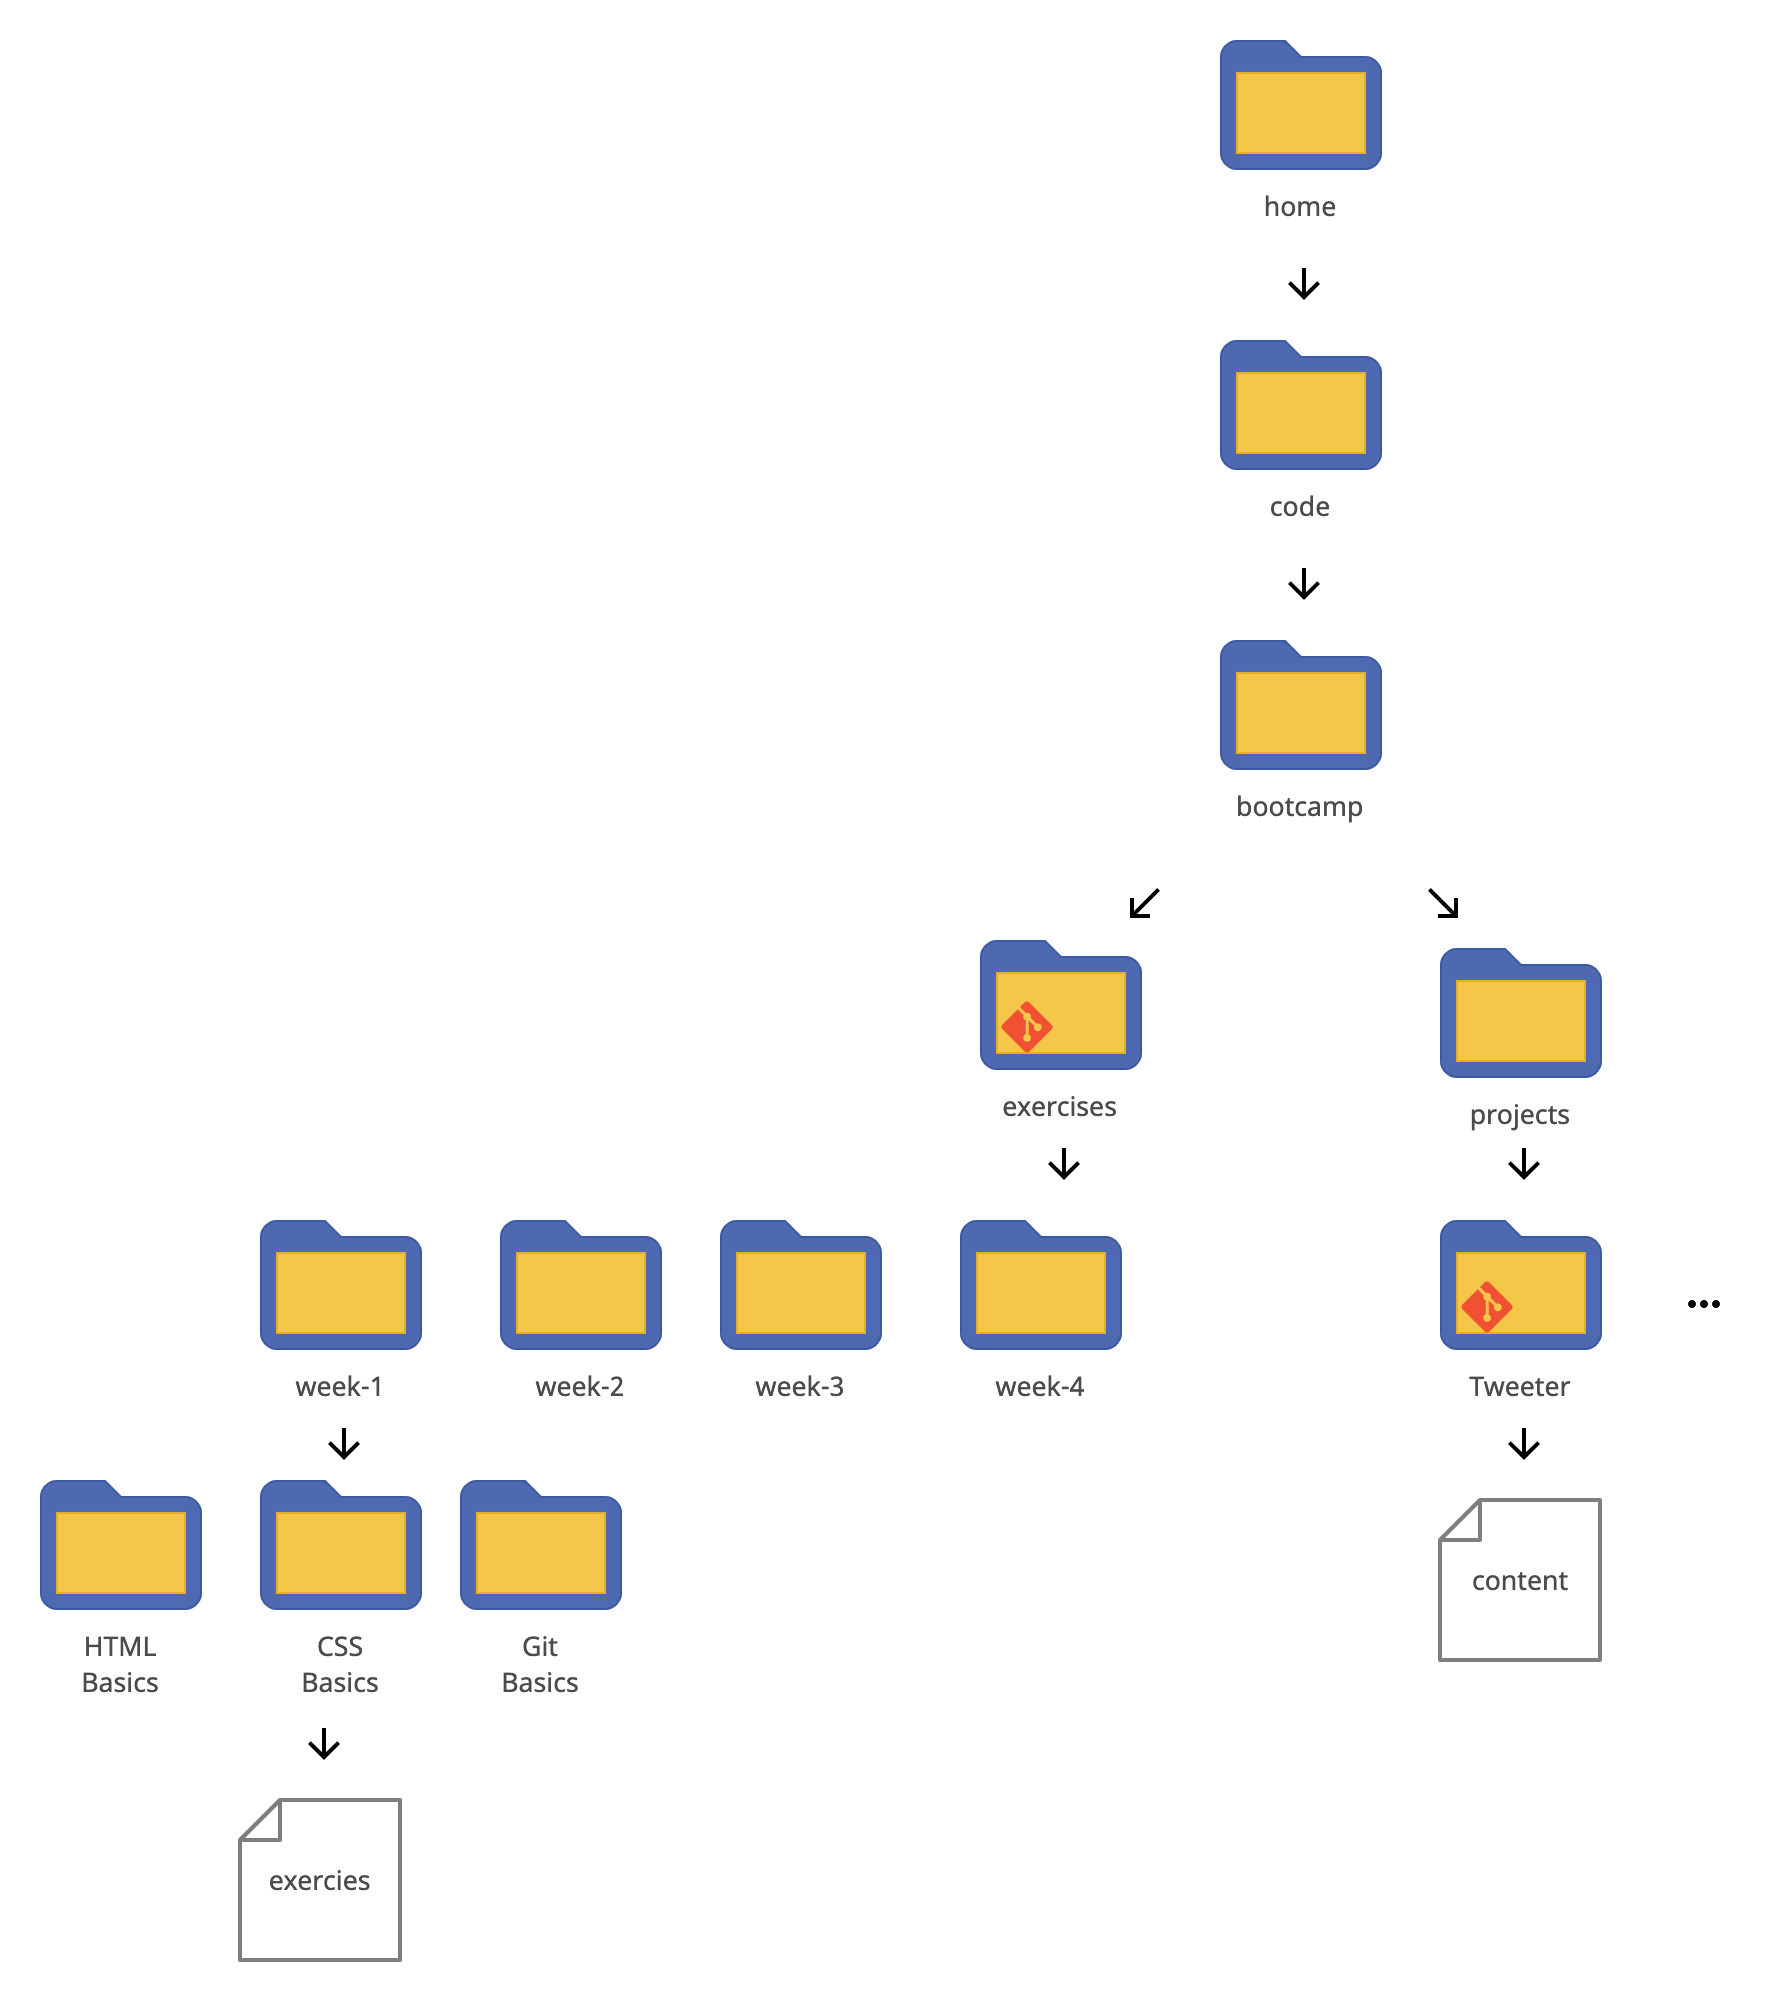 home
code
bootcamp
exercises
projects
week-1
week-2
week-3
week-4
Tweeter
...
HTML
Basics
CSS
Basics
Git
Basics
content
exercies